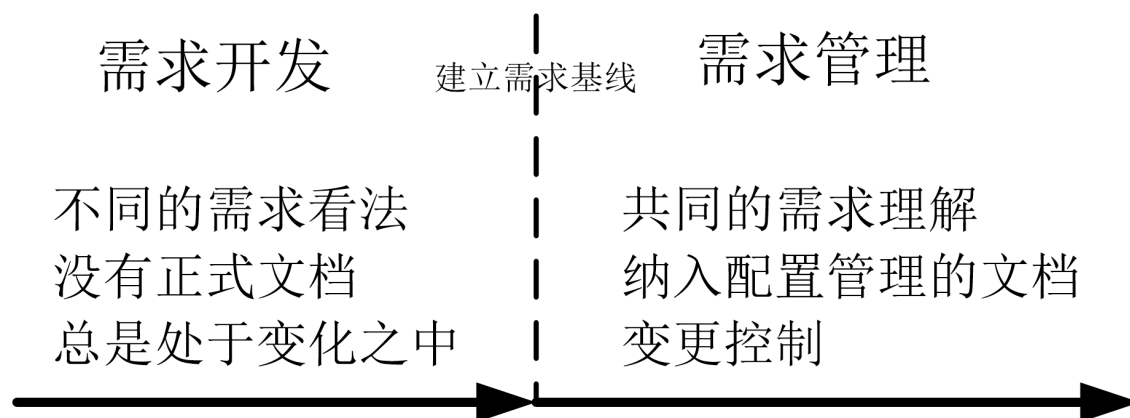 需求开发
建立需求基线
需求管理
不同的需求看法
没有正式文档
总是处于变化之中
共同的需求理解
纳入配置管理的文档
变更控制